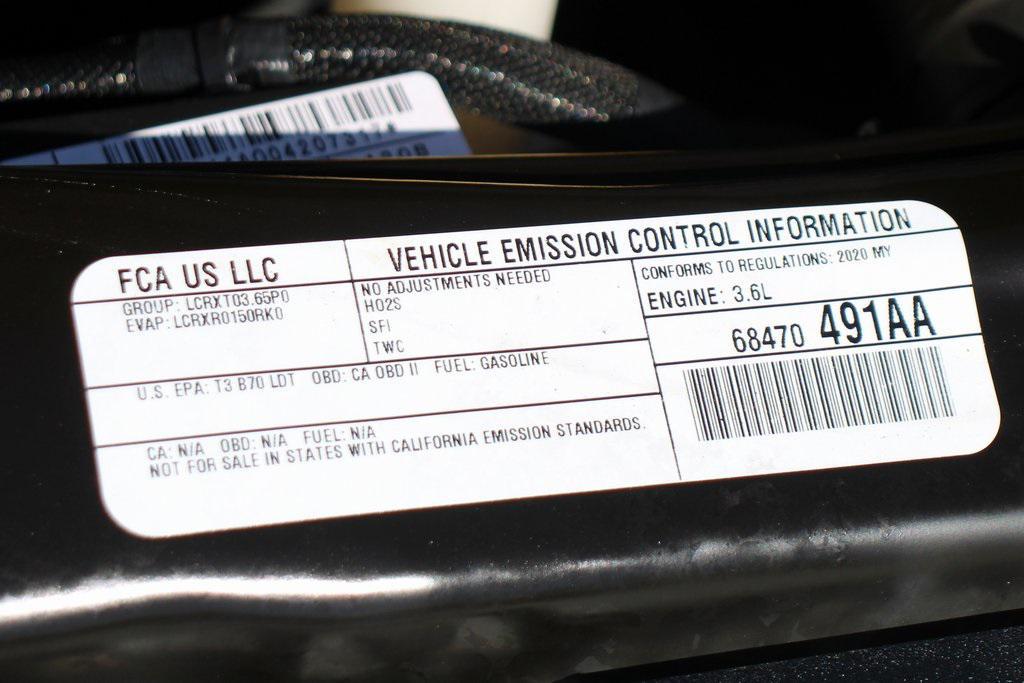 FCA US LLC
VEHICLE EMISSION CONTROL INFORMATION
GROUP: LCRXT03.65P0
EVAP: LCRXR0150RK0
NO ADJUSTMENTS NEEDED
HO2S
SFI
TWC
CONFORMS TO REGULATIONS: 2020 MY
ENGINE: 3.6L
68470 491AA
U.S. EPA: T3 B70 LDT OBD: CA OBD II FUEL: GASOLINE
CA: N/A OBD: N/A FUEL: N/A
NOT FOR SALE IN STATES WITH CALIFORNIA EMISSION STANDARDS.